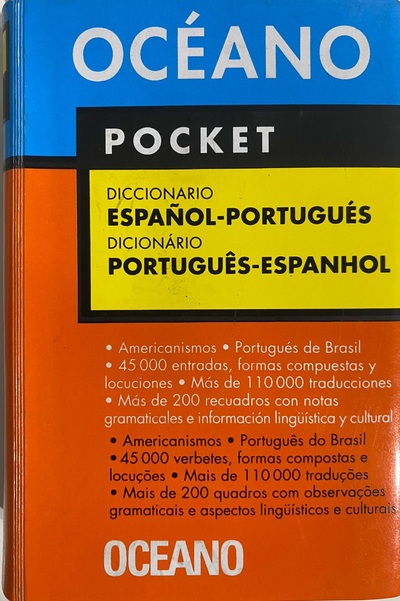 OCÉANO
POCKET
DICCIONARIO
ESPAÑOL-PORTUGUÉS
DICIONÁRIO
PORTUGUÊS-ESPANHOL
• Americanismos • Portugués de Brasil
• 45 000 entradas, formas compuestas y
locuciones • Más de 110 000 traducciones
• Más de 200 recuadros con notas
gramaticales e información lingüística y cultural
• Americanismos • Português do Brasil
• 45 000 verbetes, formas compostas e
locuções • Mais de 110 000 traduções
• Mais de 200 quadros com observações
gramaticais e aspectos lingüísticos e culturais
OCEANO